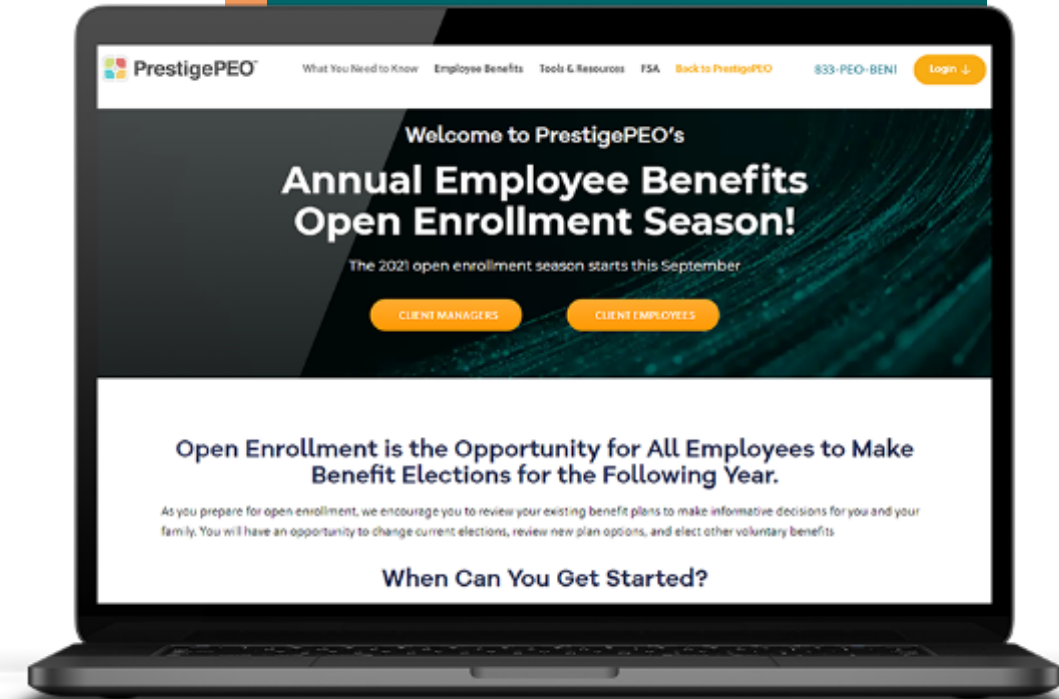 PrestigePEO™
What You Need to Know Employee Benefits Tools & Resources FSA Back to PrestigePEO 833-PEO-BENI Login ↓
Welcome to PrestigePEO's
Annual Employee Benefits
Open Enrollment Season!
The 2021 open enrollment season starts this September
CLIENT MANAGERS CLIENT EMPLOYEES
Open Enrollment is the Opportunity for All Employees to Make
Benefit Elections for the Following Year.
As you prepare for open enrollment, we encourage you to review your existing benefit plans to make informative decisions for you and your
family. You will have an opportunity to change current elections, review new plan options, and elect other voluntary benefits
When Can You Get Started?